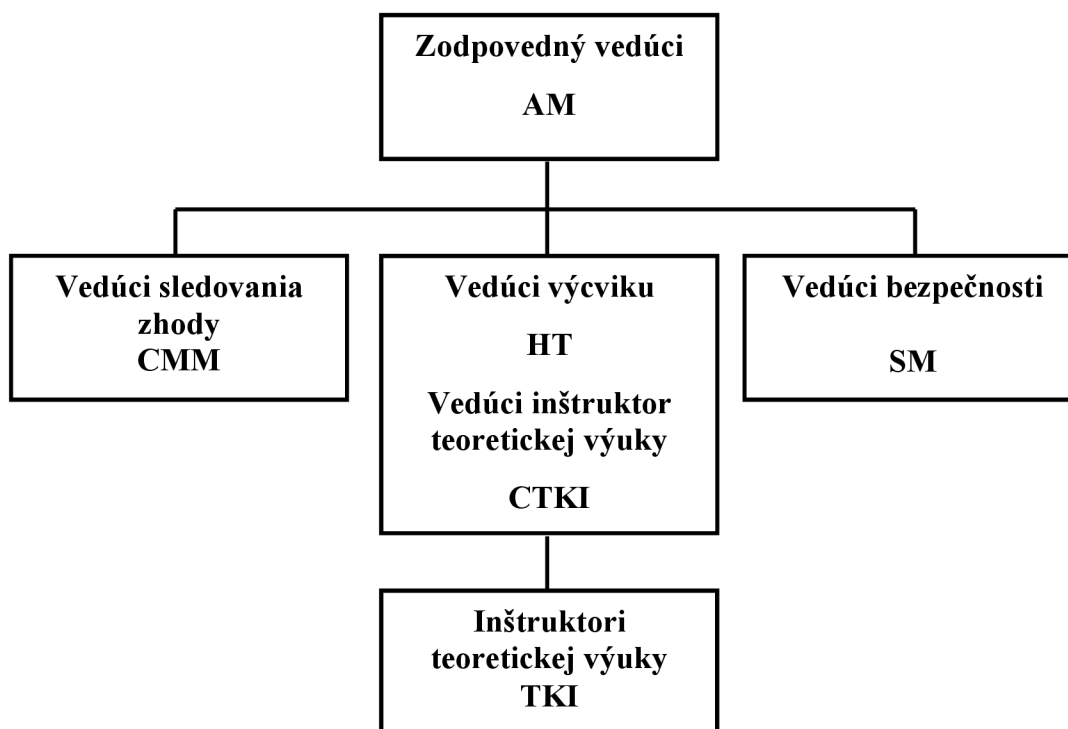 Zodpovedný vedúci
AM
Vedúci sledovania
zhody
CMM
Vedúci výcviku
HT
Vedúci inštruktor
teoretickej výuky
CTKI
Vedúci bezpečnosti
SM
Inštruktori
teoretickej výuky
TKI